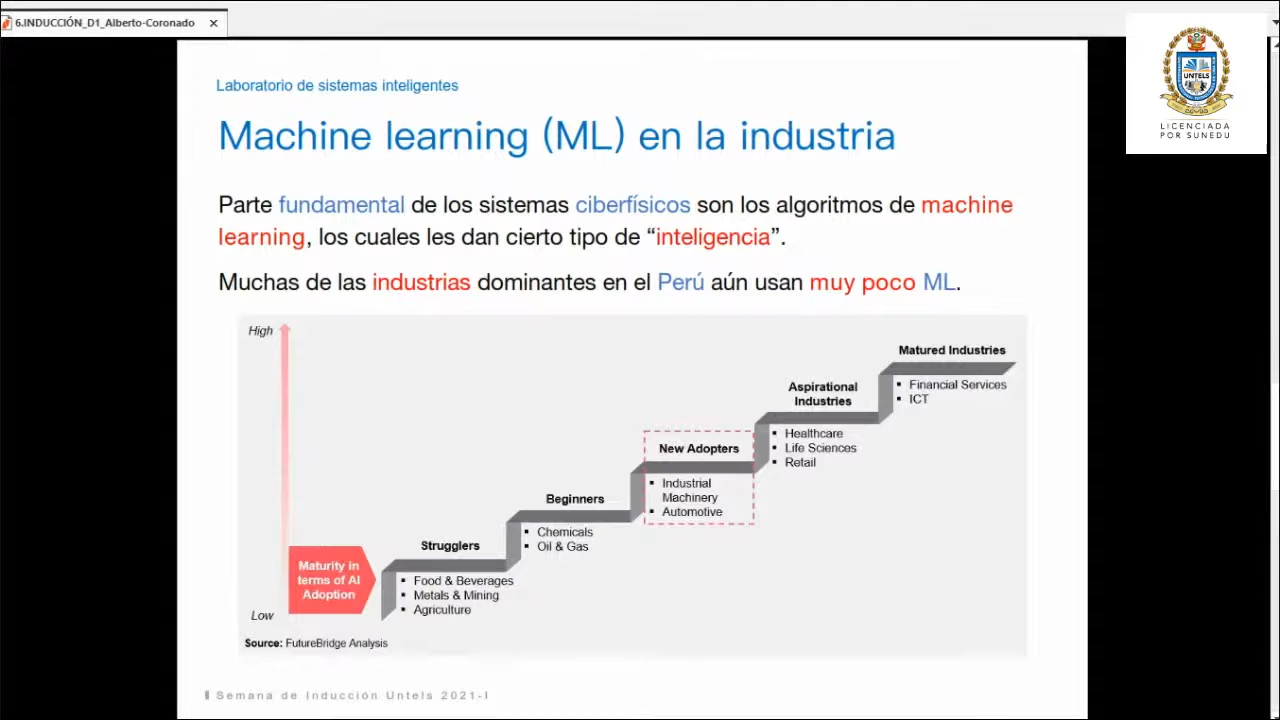 6.INDUCCIÓN_D1_Alberto-Coronado
UNTELS
LICENCIADA
POR SUNEDU
Laboratorio de sistemas inteligentes
Machine learning (ML) en la industria
Parte fundamental de los sistemas ciberfísicos son los algoritmos de machine
learning, los cuales les dan cierto tipo de “inteligencia”.
Muchas de las industrias dominantes en el Perú aún usan muy poco ML.
High
Matured Industries
▪ Financial Services
▪ ICT
Aspirational
Industries
▪ Healthcare
▪ Life Sciences
▪ Retail
New Adopters
▪ Industrial
Machinery
▪ Automotive
Beginners
▪ Chemicals
▪ Oil & Gas
Strugglers
▪ Food & Beverages
▪ Metals & Mining
▪ Agriculture
Maturity in
terms of AI
Adoption
Low
Source: FutureBridge Analysis
Semana de Inducción Untels 2021-I